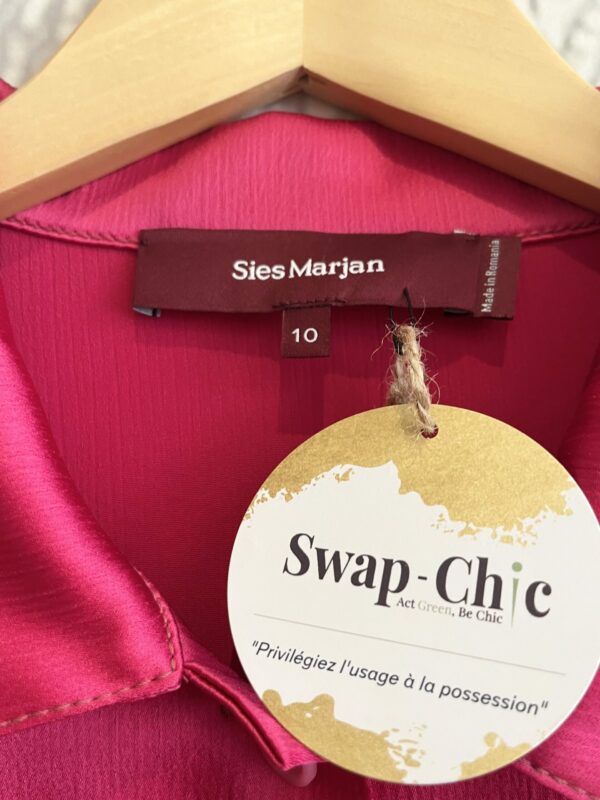 Sies Marjan
Made in Romania
10
Swap-Chic
Act Green, Be Chic
"Privilégiez l'usage à la possession"